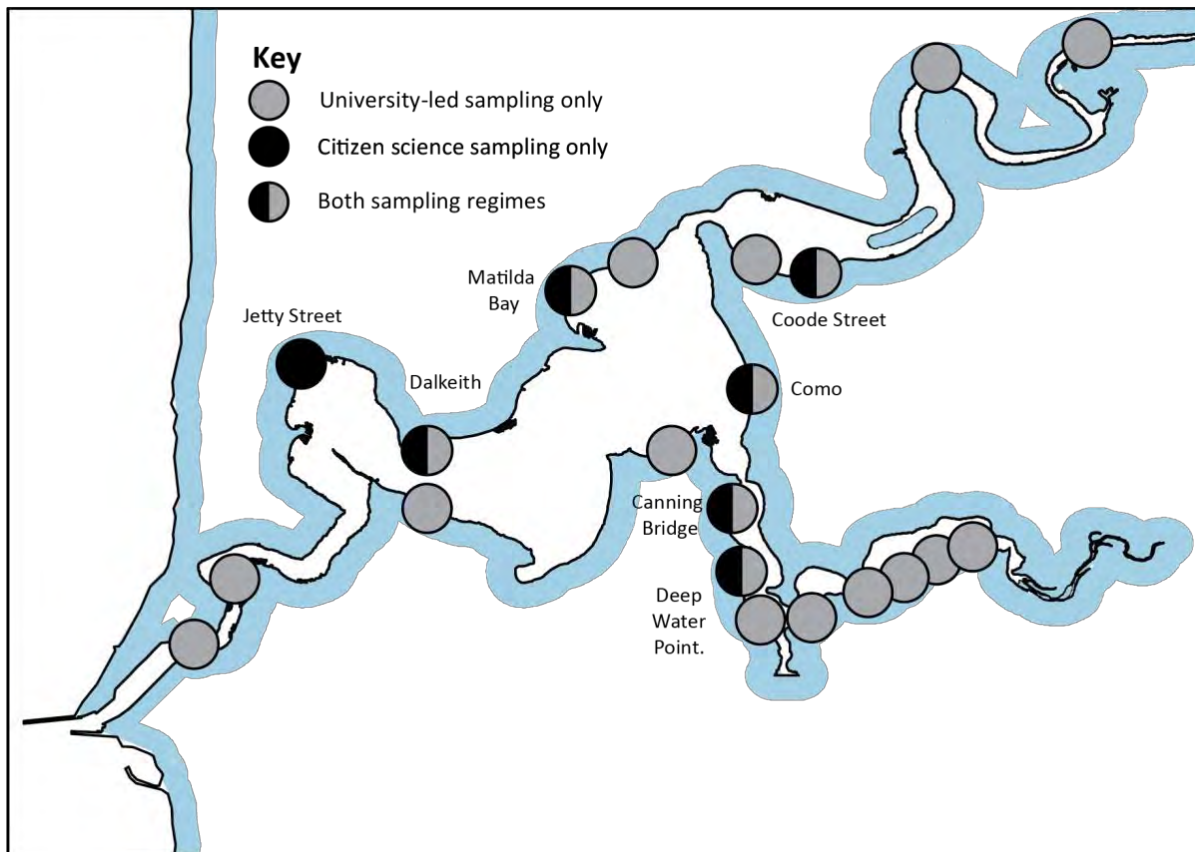 Key
University-led sampling only
Citizen science sampling only
Both sampling regimes
Matilda
Bay
Jetty Street
Coode Street
Dalkeith
Como
Canning
Bridge
Deep
Water
Point.